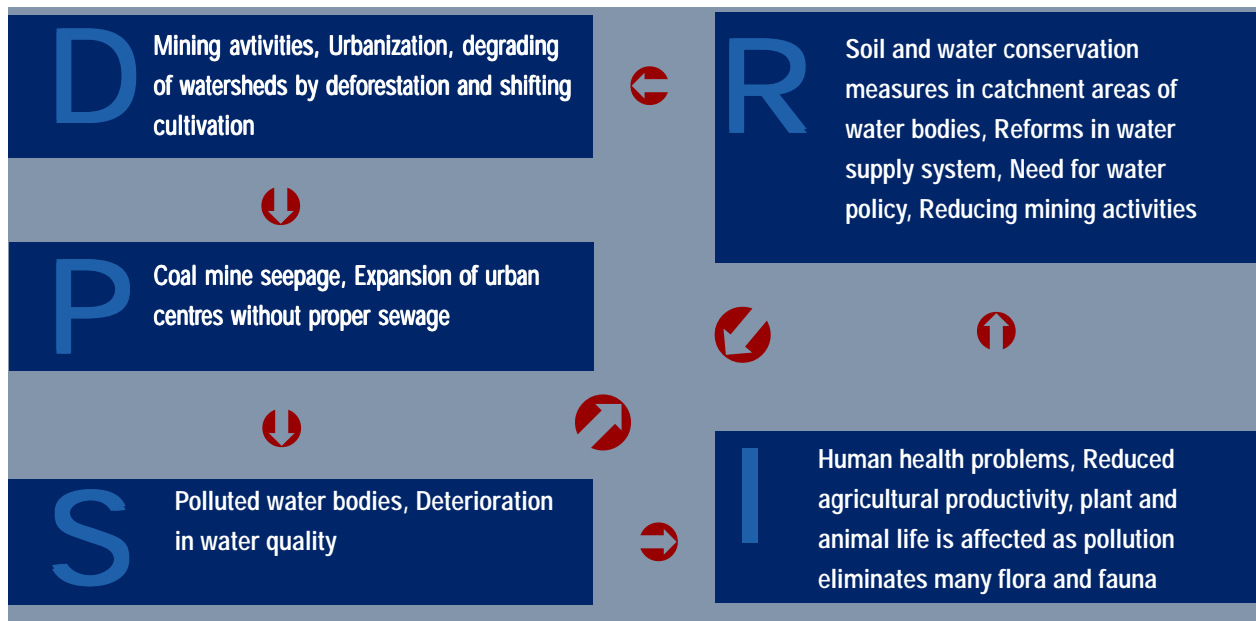 D
Mining avtivities, Urbanization, degrading
of watersheds by deforestation and shifting
cultivation
P
Coal mine seepage, Expansion of urban
centres without proper sewage
S
Polluted water bodies, Deterioration
in water quality
R
Soil and water conservation
measures in catchnent areas of
water bodies, Reforms in water
supply system, Need for water
policy, Reducing mining activities
I
Human health problems, Reduced
agricultural productivity, plant and
animal life is affected as pollution
eliminates many flora and fauna